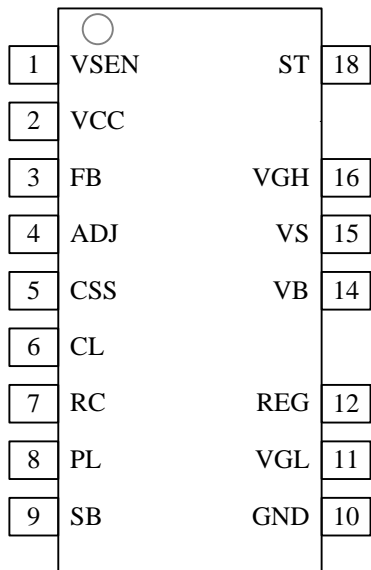 1 VSEN ST 18
2 VCC
3 FB VGH 16
4 ADJ VS 15
5 CSS VB 14
6 CL
7 RC REG 12
8 PL VGL 11
9 SB GND 10